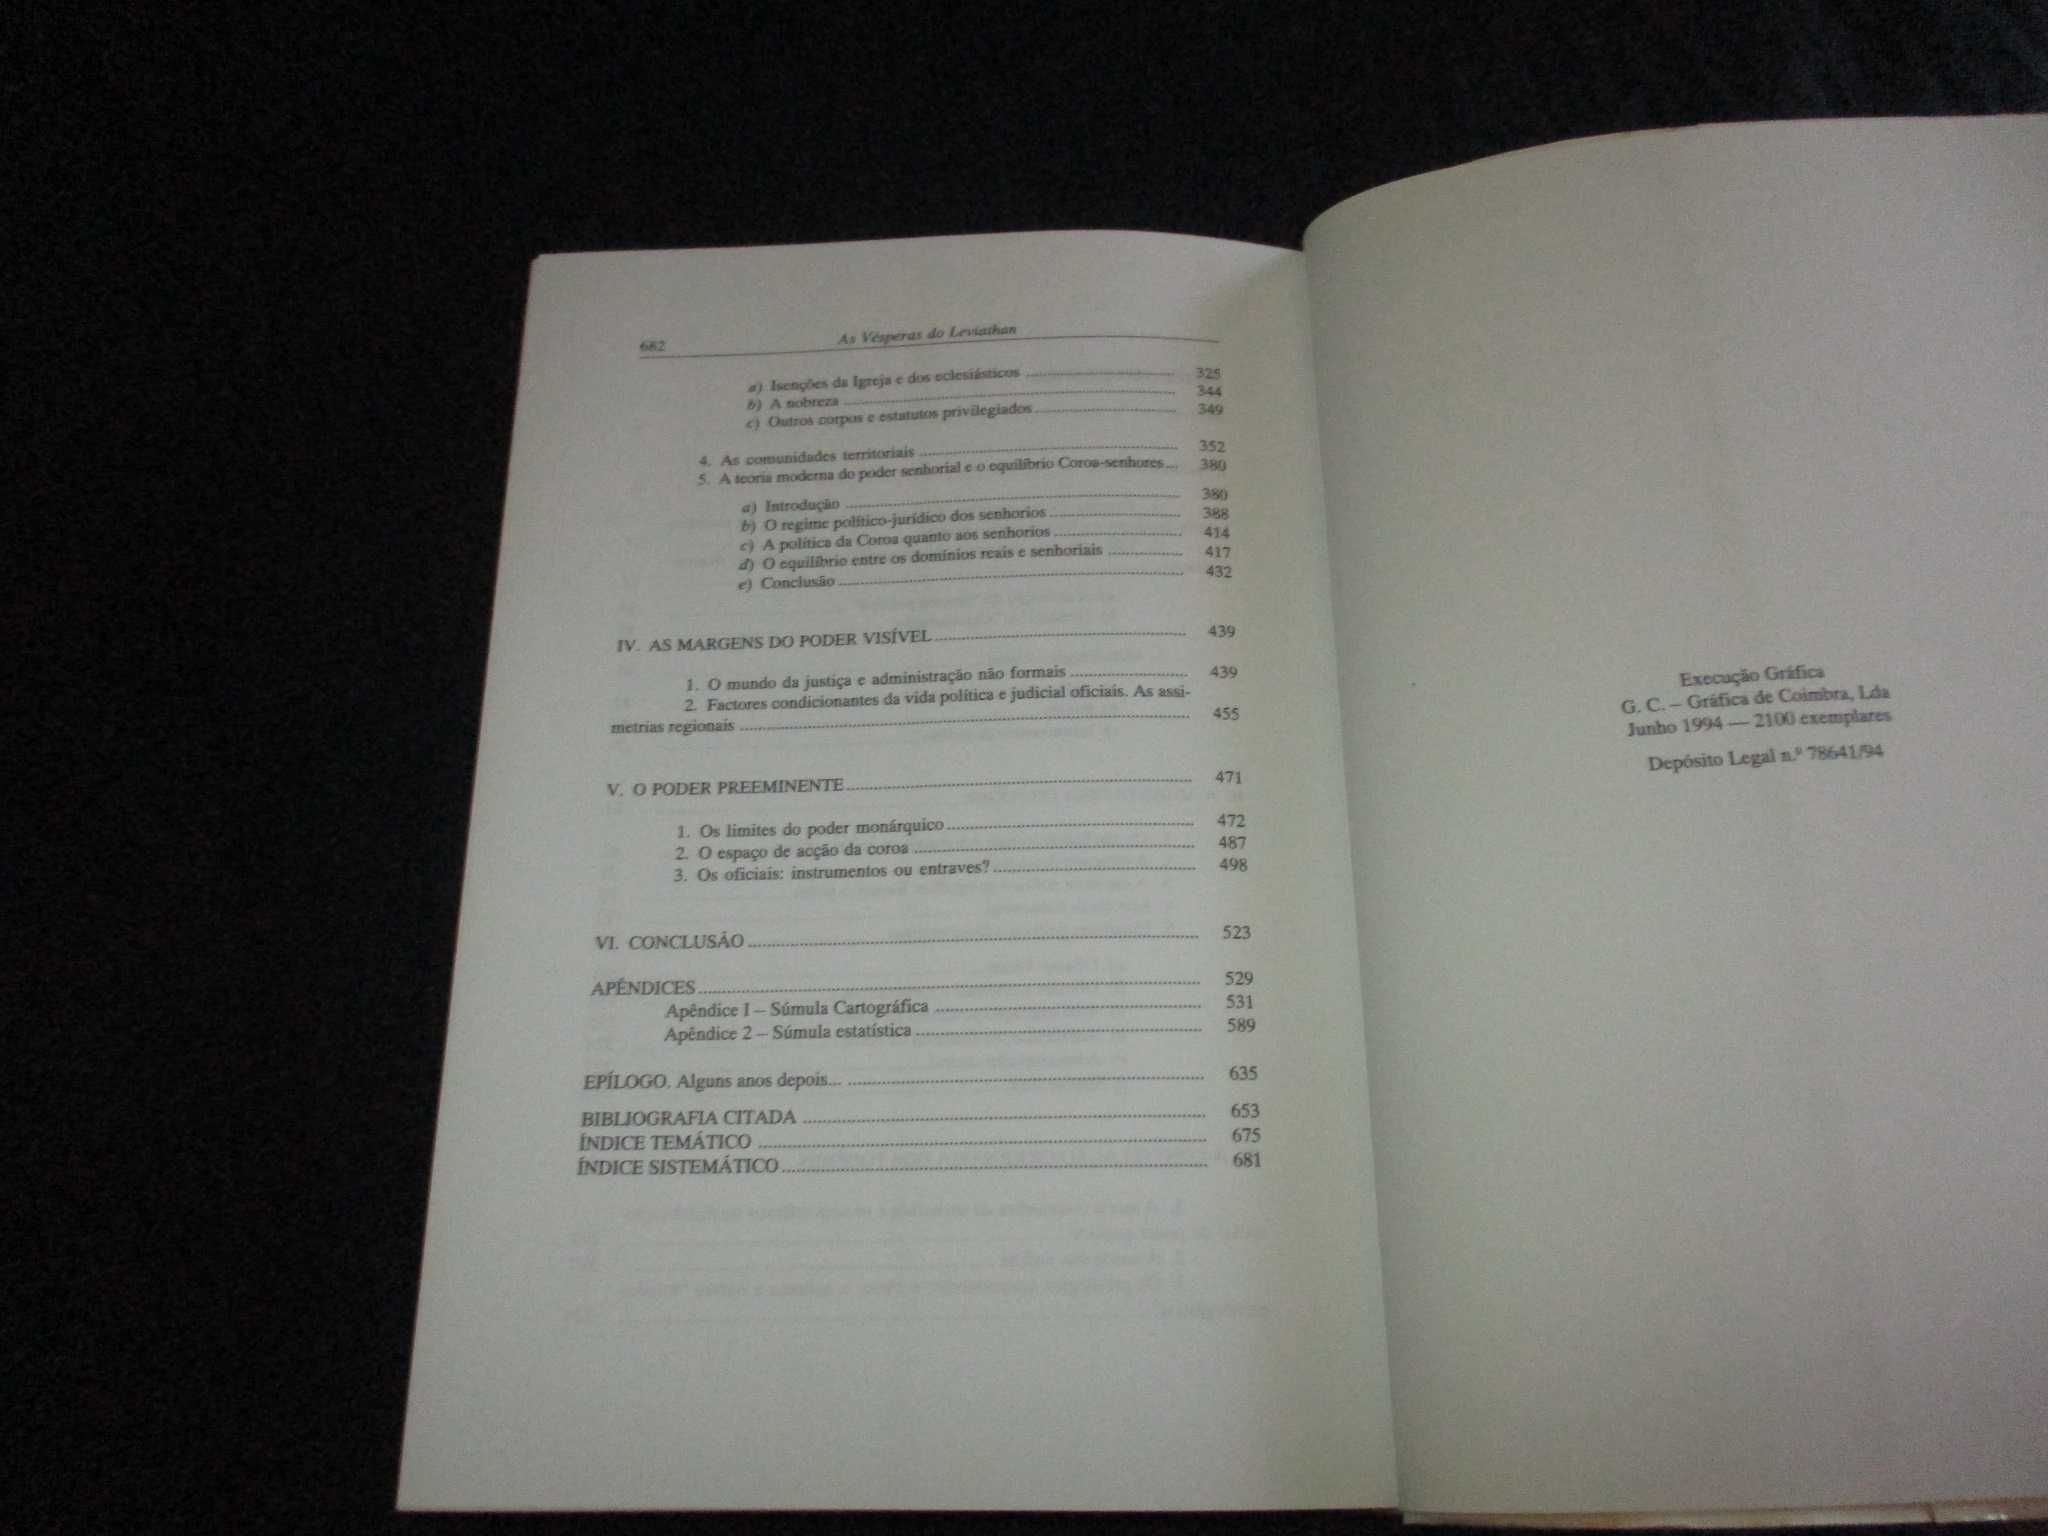 682
As Vésperas do Leviathan
a) Isenções da Igreja e dos eclesiásticos ........ 325
b) A nobreza ........ 344
c) Outros corpos e estatutos privilegiados ........ 349
4. As comunidades territoriais ........ 352
5. A teoria moderna do poder senhorial e o equilíbrio Coroa-senhores ... 380
a) Introdução ........ 380
b) O regime político-jurídico dos senhorios ........ 388
c) A política da Coroa quanto aos senhorios ........ 414
d) O equilíbrio entre os domínios reais e senhoriais ........ 417
e) Conclusão ........ 432
IV. AS MARGENS DO PODER VISÍVEL ........ 439
1. O mundo da justiça e administração não formais ........ 439
2. Factores condicionantes da vida política e judicial oficiais. As assi-
metrias regionais ........ 455
V. O PODER PREEMINENTE ........ 471
1. Os limites do poder monárquico ........ 472
2. O espaço de acção da coroa ........ 487
3. Os oficiais: instrumentos ou entraves? ........ 498
VI. CONCLUSÃO ........ 523
APÊNDICES ........ 529
Apêndice I – Súmula Cartográfica ........ 531
Apêndice 2 – Súmula estatística ........ 589
EPÍLOGO. Alguns anos depois... ........ 635
BIBLIOGRAFIA CITADA ........ 653
ÍNDICE TEMÁTICO ........ 675
ÍNDICE SISTEMÁTICO ........ 681
Execução Gráfica
G. C. – Gráfica de Coimbra, Lda
Junho 1994 — 2100 exemplares
Depósito Legal n.º 78641/94